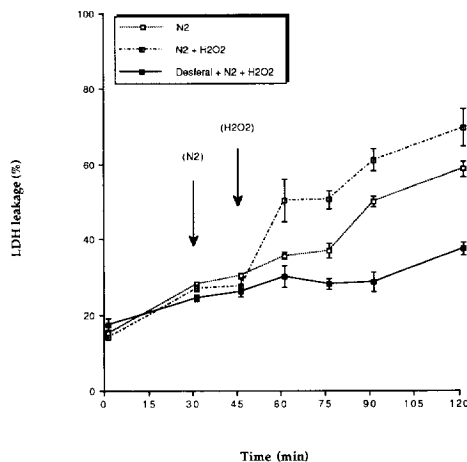 100
80
60
40
20
0
LDH leakage (%)
N2
N2 + H2O2
Desferal + N2 + H2O2
(N2)
(H2O2)
0 15 30 45 60 75 90 105 120
Time (min)